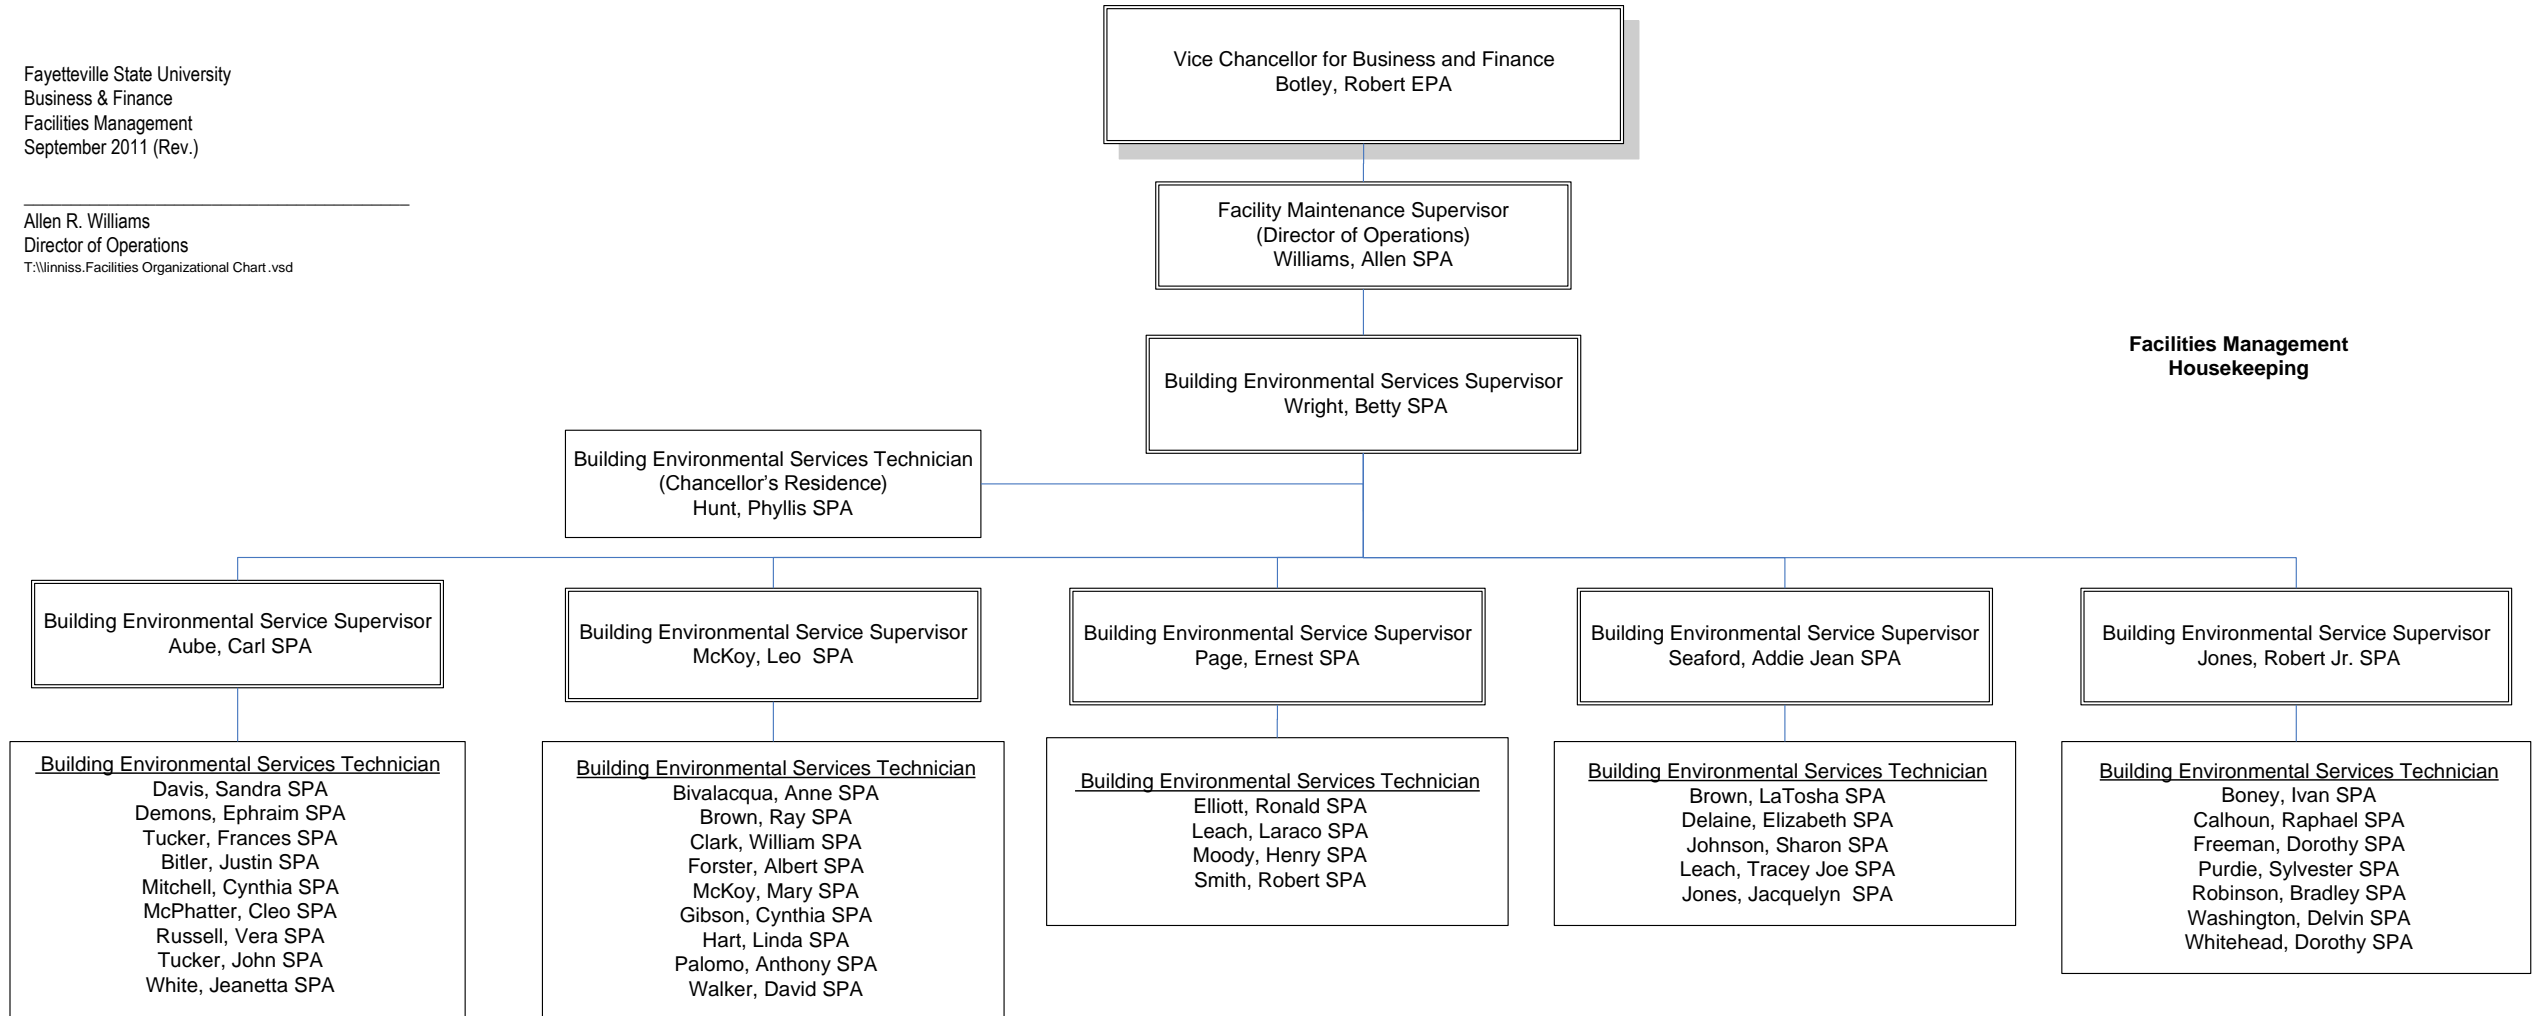 Fayetteville State University
Business & Finance
Facilities Management
September 2011 (Rev.)
Allen R. Williams
Director of Operations
T:\\linniss.Facilities Organizational Chart.vsd
Vice Chancellor for Business and Finance
Botley, Robert EPA
Facility Maintenance Supervisor
(Director of Operations)
Williams, Allen SPA
Building Environmental Services Supervisor
Wright, Betty SPA
Facilities Management
Housekeeping
Building Environmental Services Technician
(Chancellor’s Residence)
Hunt, Phyllis SPA
Building Environmental Service Supervisor
Aube, Carl SPA
Building Environmental Service Supervisor
McKoy, Leo  SPA
Building Environmental Service Supervisor
Page, Ernest SPA
Building Environmental Service Supervisor
Seaford, Addie Jean SPA
Building Environmental Service Supervisor
Jones, Robert Jr. SPA
Building Environmental Services Technician
Davis, Sandra SPA
Demons, Ephraim SPA
Tucker, Frances SPA
Bitler, Justin SPA
Mitchell, Cynthia SPA
McPhatter, Cleo SPA
Russell, Vera SPA
Tucker, John SPA
White, Jeanetta SPA
Building Environmental Services Technician
Bivalacqua, Anne SPA
Brown, Ray SPA
Clark, William SPA
Forster, Albert SPA
McKoy, Mary SPA
Gibson, Cynthia SPA
Hart, Linda SPA
Palomo, Anthony SPA
Walker, David SPA
Building Environmental Services Technician
Elliott, Ronald SPA
Leach, Laraco SPA
Moody, Henry SPA
Smith, Robert SPA
Building Environmental Services Technician
Brown, LaTosha SPA
Delaine, Elizabeth SPA
Johnson, Sharon SPA
Leach, Tracey Joe SPA
Jones, Jacquelyn  SPA
Building Environmental Services Technician
Boney, Ivan SPA
Calhoun, Raphael SPA
Freeman, Dorothy SPA
Purdie, Sylvester SPA
Robinson, Bradley SPA
Washington, Delvin SPA
Whitehead, Dorothy SPA